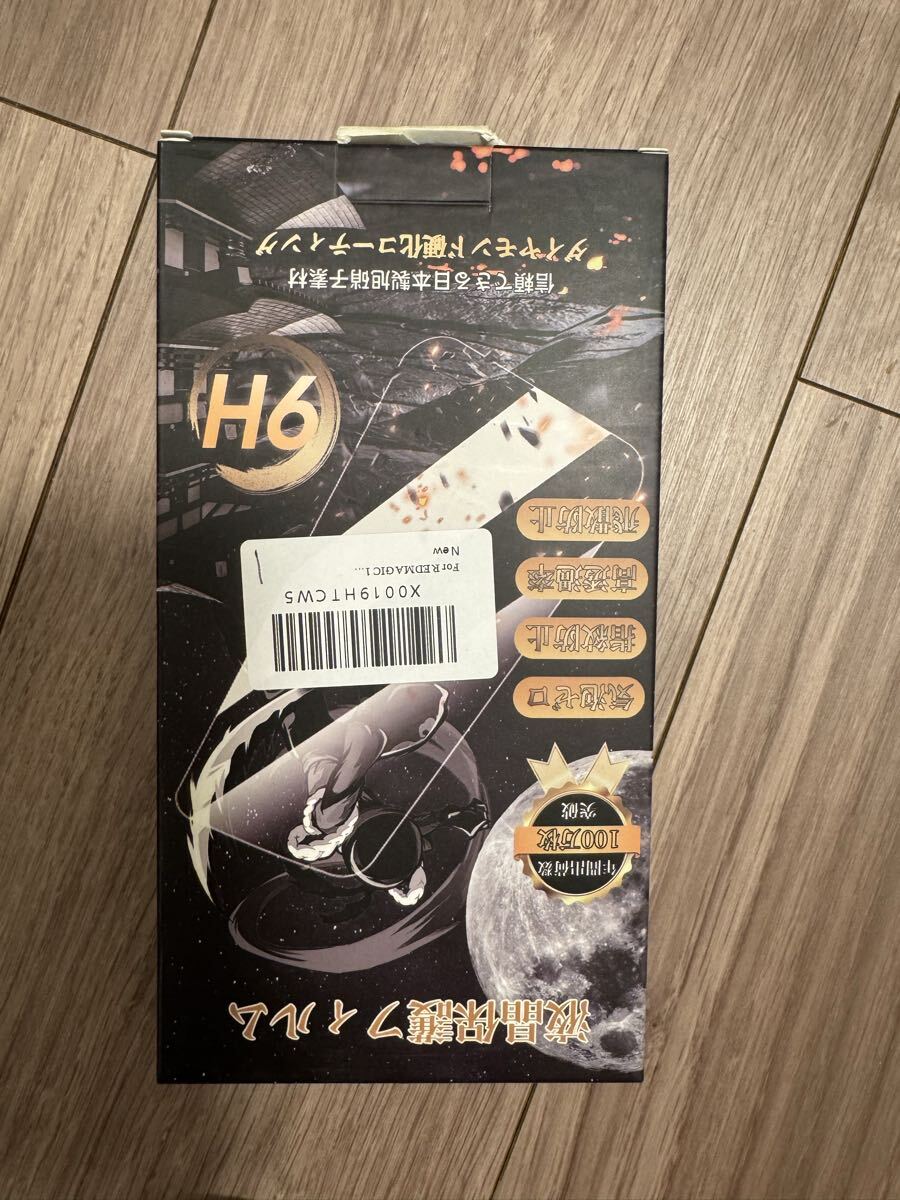 液晶保護フィルム
年間出荷数
100万枚
突破
気泡ゼロ
指紋防止
高透過率
飛散防止
X0019HTCW5
For REDMAGIC 1...
New
9H
信頼できる日本製旭硝子素材
ダイヤモンド硬化コーティング